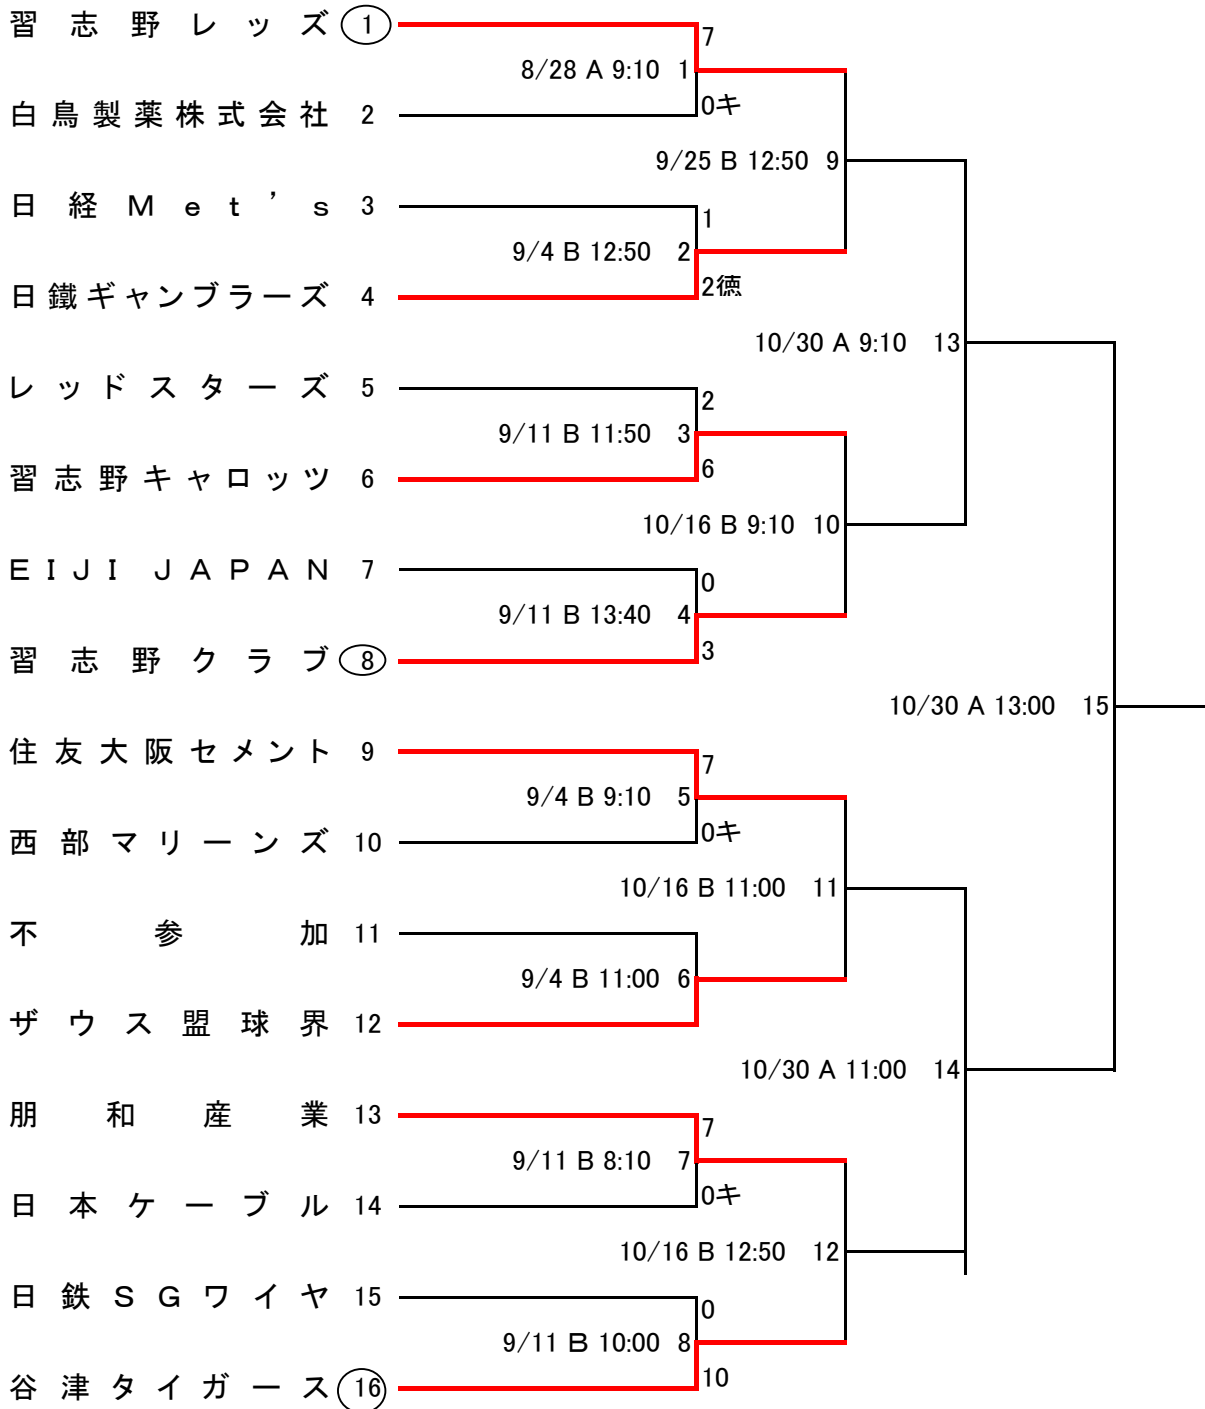 習志野レッズ 1
7
8/28 A 9:10 1
白鳥製薬株式会社 2
0キ
9/25 B 12:50 9
日経Met's 3
1
9/4 B 12:50 2
日鐵ギャンブラーズ 4
2徳
10/30 A 9:10 13
レッドスターズ 5
2
9/11 B 11:50 3
習志野キャロッツ 6
6
10/16 B 9:10 10
EIJI JAPAN 7
0
9/11 B 13:40 4
習志野クラブ 8
3
10/30 A 13:00 15
住友大阪セメント 9
7
9/4 B 9:10 5
西部マリーンズ 10
0キ
10/16 B 11:00 11
不参加 11
9/4 B 11:00 6
ザウス盟球界 12
10/30 A 11:00 14
朋和産業 13
7
9/11 B 8:10 7
日本ケーブル 14
0キ
10/16 B 12:50 12
日鉄SGワイヤ 15
0
9/11 B 10:00 8
谷津タイガース 16
10